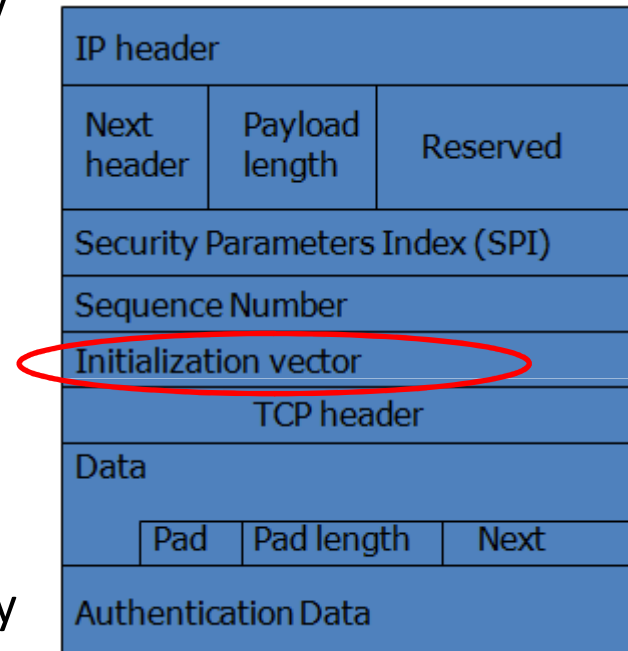 y
IP header
Next header
Payload length
Reserved
Security Parameters Index (SPI)
Sequence Number
Initialization vector
TCP header
Data
Pad
Pad length
Next
y
Authentication Data